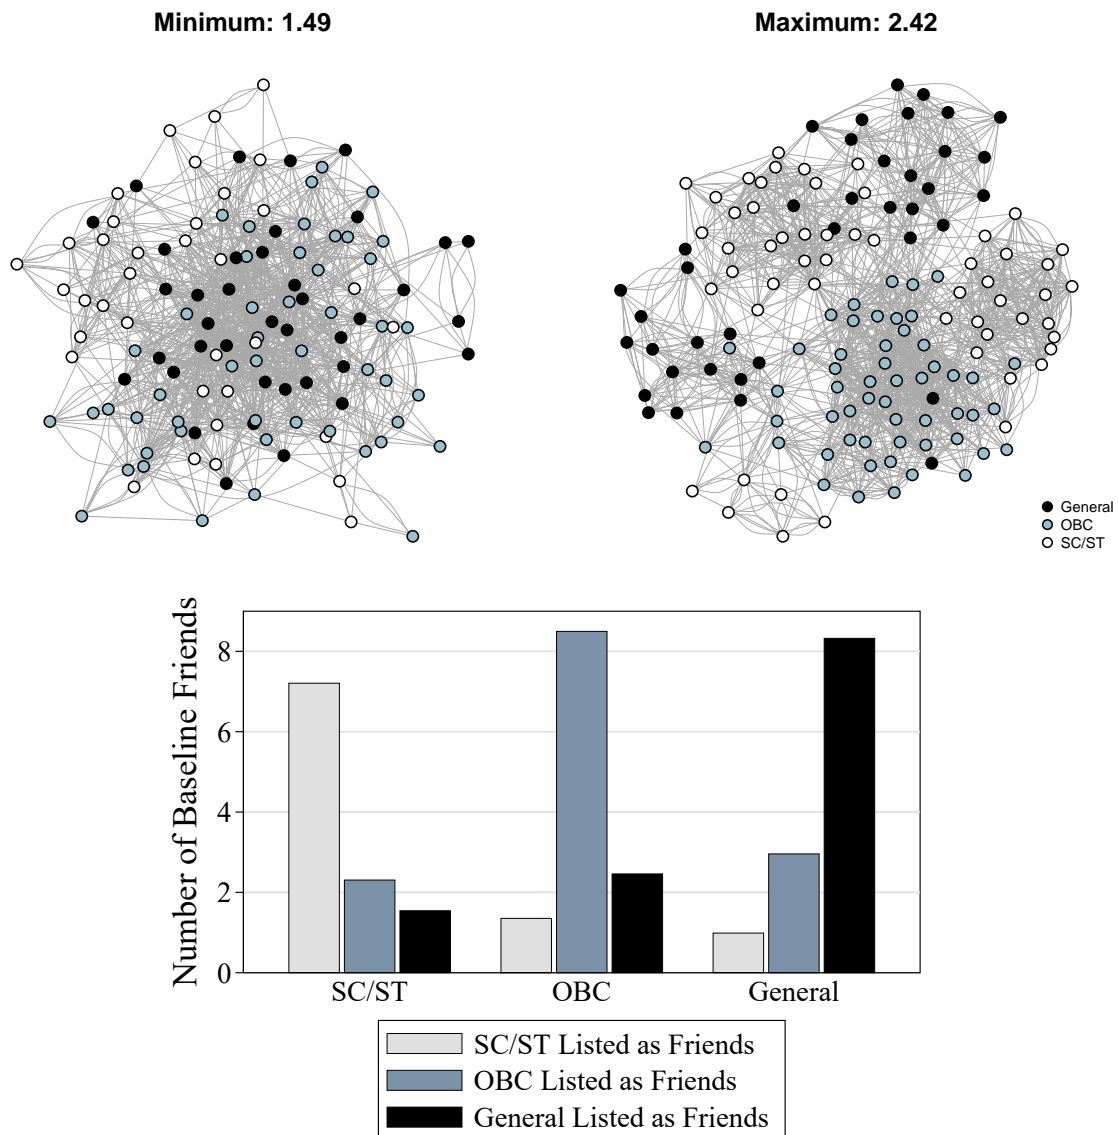 Minimum: 1.49
Maximum: 2.42
General
OBC
SC/ST
Number of Baseline Friends
8
6
4
2
0
SC/ST
OBC
General
SC/ST Listed as Friends
OBC Listed as Friends
General Listed as Friends